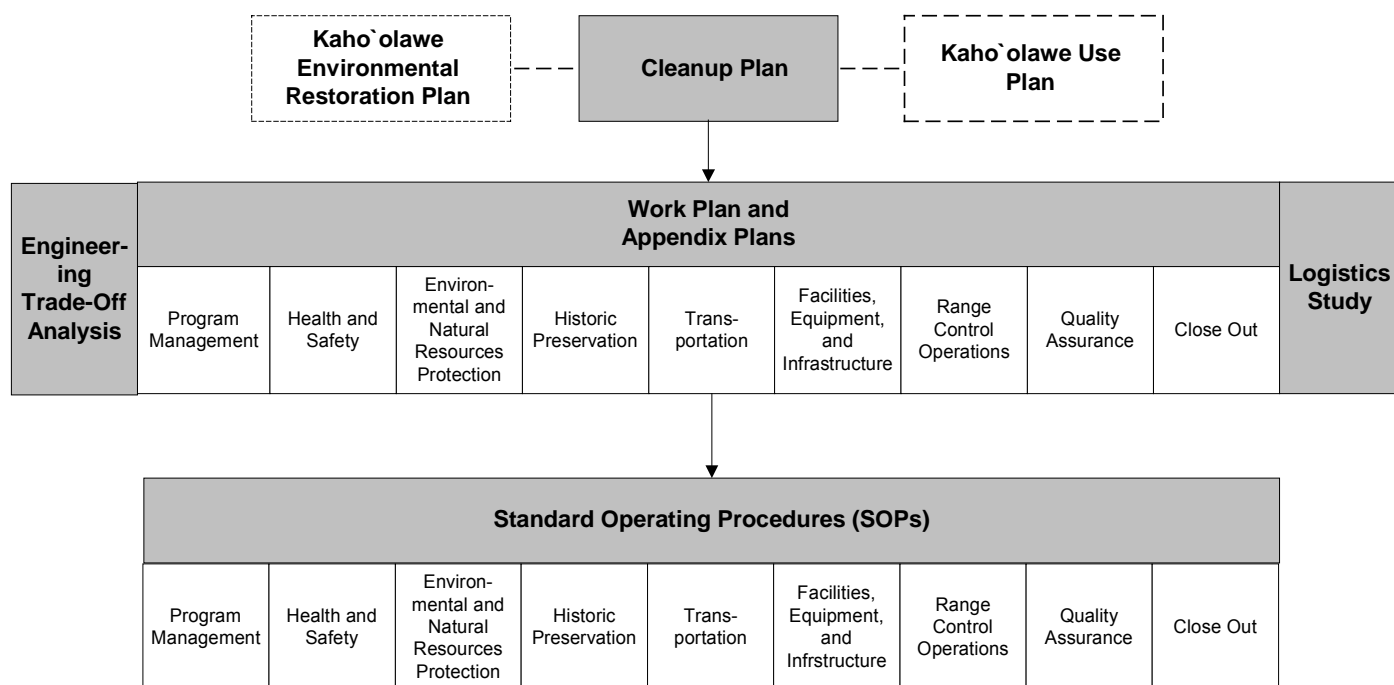 Kaho`olawe
Environmental
Restoration Plan
Cleanup Plan
Kaho`olawe Use
Plan
Engineer-
ing
Trade-Off
Analysis
Work Plan and
Appendix Plans
Logistics
Study
Program
Management
Health and
Safety
Environ-
mental and
Natural
Resources
Protection
Historic
Preservation
Trans-
portation
Facilities,
Equipment,
and
Infrastructure
Range
Control
Operations
Quality
Assurance
Close Out
Standard Operating Procedures (SOPs)
Program
Management
Health and
Safety
Environ-
mental and
Natural
Resources
Protection
Historic
Preservation
Trans-
portation
Facilities,
Equipment,
and
Infrstructure
Range
Control
Operations
Quality
Assurance
Close Out